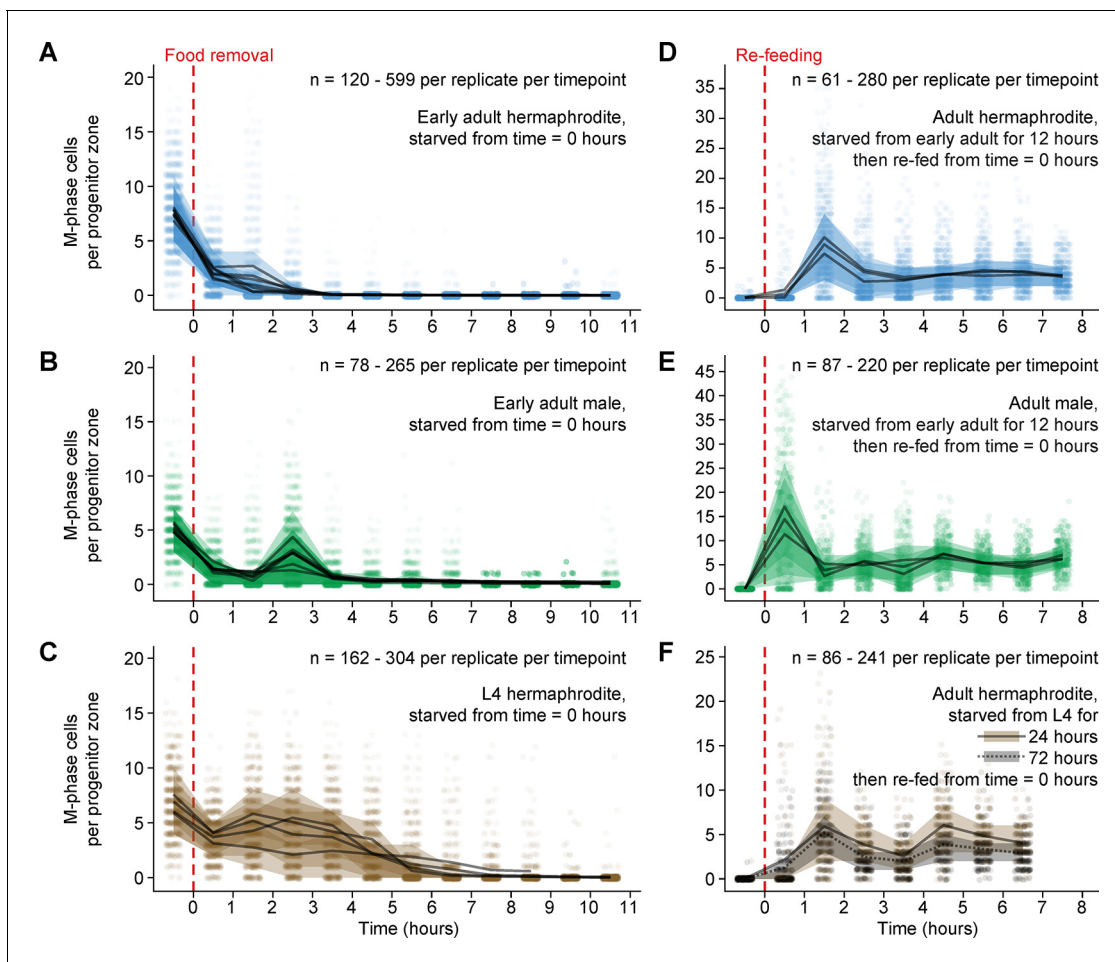 A
Food removal
n = 120 - 599 per replicate per timepoint
Early adult hermaphrodite,
starved from time = 0 hours
M-phase cells
per progenitor zone
20
15
10
5
0
0 1 2 3 4 5 6 7 8 9 10 11
D
Re-feeding
n = 61 - 280 per replicate per timepoint
Adult hermaphrodite,
starved from early adult for 12 hours
then re-fed from time = 0 hours
35
30
25
20
15
10
5
0
0 1 2 3 4 5 6 7 8
B
n = 78 - 265 per replicate per timepoint
Early adult male,
starved from time = 0 hours
M-phase cells
per progenitor zone
20
15
10
5
0
0 1 2 3 4 5 6 7 8 9 10 11
E
n = 87 - 220 per replicate per timepoint
Adult male,
starved from early adult for 12 hours
then re-fed from time = 0 hours
45
40
35
30
25
20
15
10
5
0
0 1 2 3 4 5 6 7 8
C
n = 162 - 304 per replicate per timepoint
L4 hermaphrodite,
starved from time = 0 hours
M-phase cells
per progenitor zone
20
15
10
5
0
0 1 2 3 4 5 6 7 8 9 10 11
Time (hours)
F
n = 86 - 241 per replicate per timepoint
Adult hermaphrodite,
starved from L4 for
24 hours
72 hours
then re-fed from time = 0 hours
25
20
15
10
5
0
0 1 2 3 4 5 6 7 8
Time (hours)